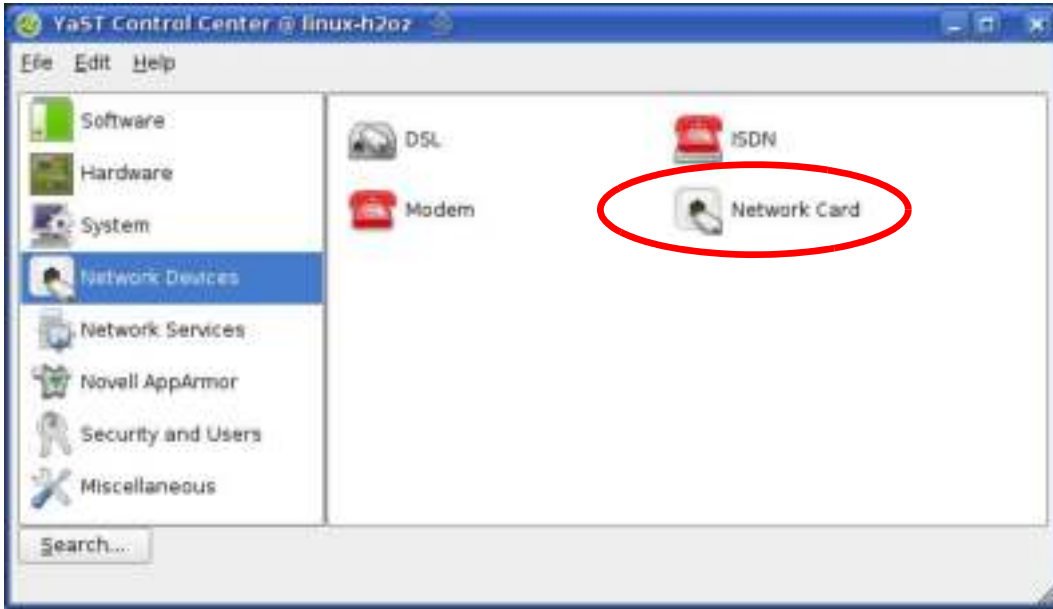 YaST Control Center @ linux-h2oz
File Edit Help
Software
Hardware
System
Network Devices
Network Services
Novell AppArmor
Security and Users
Miscellaneous
DSL
ISDN
Modem
Network Card
Search...